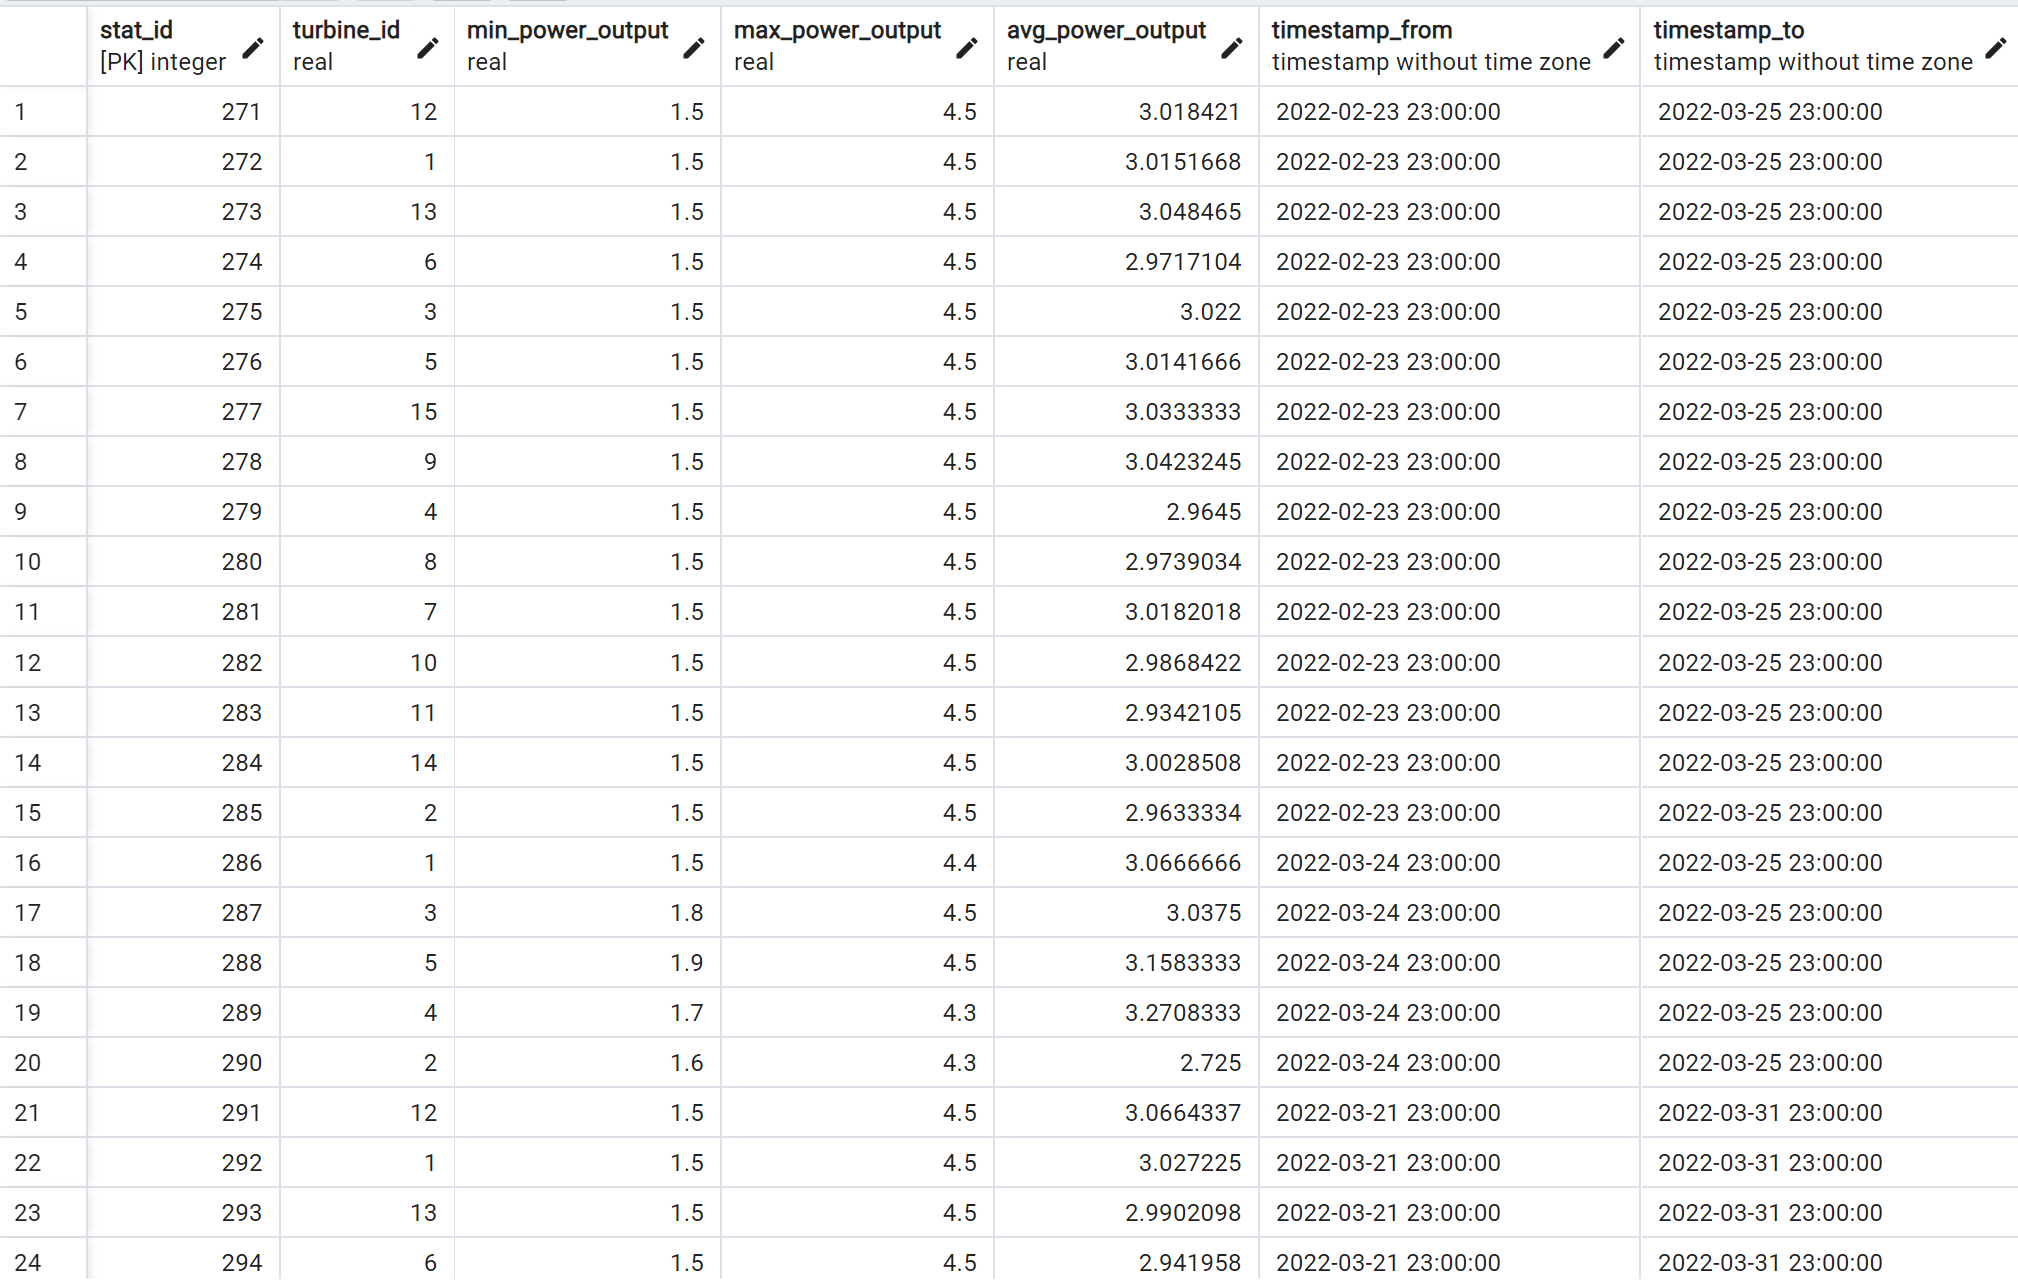 stat_id turbine_id min_power_output max_power_output avg_power_output timestamp_from timestamp_to
[PK] integer real real real real timestamp without time zone timestamp without time zone
1 271 12 1.5 4.5 3.018421 2022-02-23 23:00:00 2022-03-25 23:00:00
2 272 1 1.5 4.5 3.0151668 2022-02-23 23:00:00 2022-03-25 23:00:00
3 273 13 1.5 4.5 3.048465 2022-02-23 23:00:00 2022-03-25 23:00:00
4 274 6 1.5 4.5 2.9717104 2022-02-23 23:00:00 2022-03-25 23:00:00
5 275 3 1.5 4.5 3.022 2022-02-23 23:00:00 2022-03-25 23:00:00
6 276 5 1.5 4.5 3.0141666 2022-02-23 23:00:00 2022-03-25 23:00:00
7 277 15 1.5 4.5 3.0333333 2022-02-23 23:00:00 2022-03-25 23:00:00
8 278 9 1.5 4.5 3.0423245 2022-02-23 23:00:00 2022-03-25 23:00:00
9 279 4 1.5 4.5 2.9645 2022-02-23 23:00:00 2022-03-25 23:00:00
10 280 8 1.5 4.5 2.9739034 2022-02-23 23:00:00 2022-03-25 23:00:00
11 281 7 1.5 4.5 3.0182018 2022-02-23 23:00:00 2022-03-25 23:00:00
12 282 10 1.5 4.5 2.9868422 2022-02-23 23:00:00 2022-03-25 23:00:00
13 283 11 1.5 4.5 2.9342105 2022-02-23 23:00:00 2022-03-25 23:00:00
14 284 14 1.5 4.5 3.0028508 2022-02-23 23:00:00 2022-03-25 23:00:00
15 285 2 1.5 4.5 2.9633334 2022-02-23 23:00:00 2022-03-25 23:00:00
16 286 1 1.5 4.4 3.0666666 2022-03-24 23:00:00 2022-03-25 23:00:00
17 287 3 1.8 4.5 3.0375 2022-03-24 23:00:00 2022-03-25 23:00:00
18 288 5 1.9 4.5 3.1583333 2022-03-24 23:00:00 2022-03-25 23:00:00
19 289 4 1.7 4.3 3.2708333 2022-03-24 23:00:00 2022-03-25 23:00:00
20 290 2 1.6 4.3 2.725 2022-03-24 23:00:00 2022-03-25 23:00:00
21 291 12 1.5 4.5 3.0664337 2022-03-21 23:00:00 2022-03-31 23:00:00
22 292 1 1.5 4.5 3.027225 2022-03-21 23:00:00 2022-03-31 23:00:00
23 293 13 1.5 4.5 2.9902098 2022-03-21 23:00:00 2022-03-31 23:00:00
24 294 6 1.5 4.5 2.941958 2022-03-21 23:00:00 2022-03-31 23:00:00